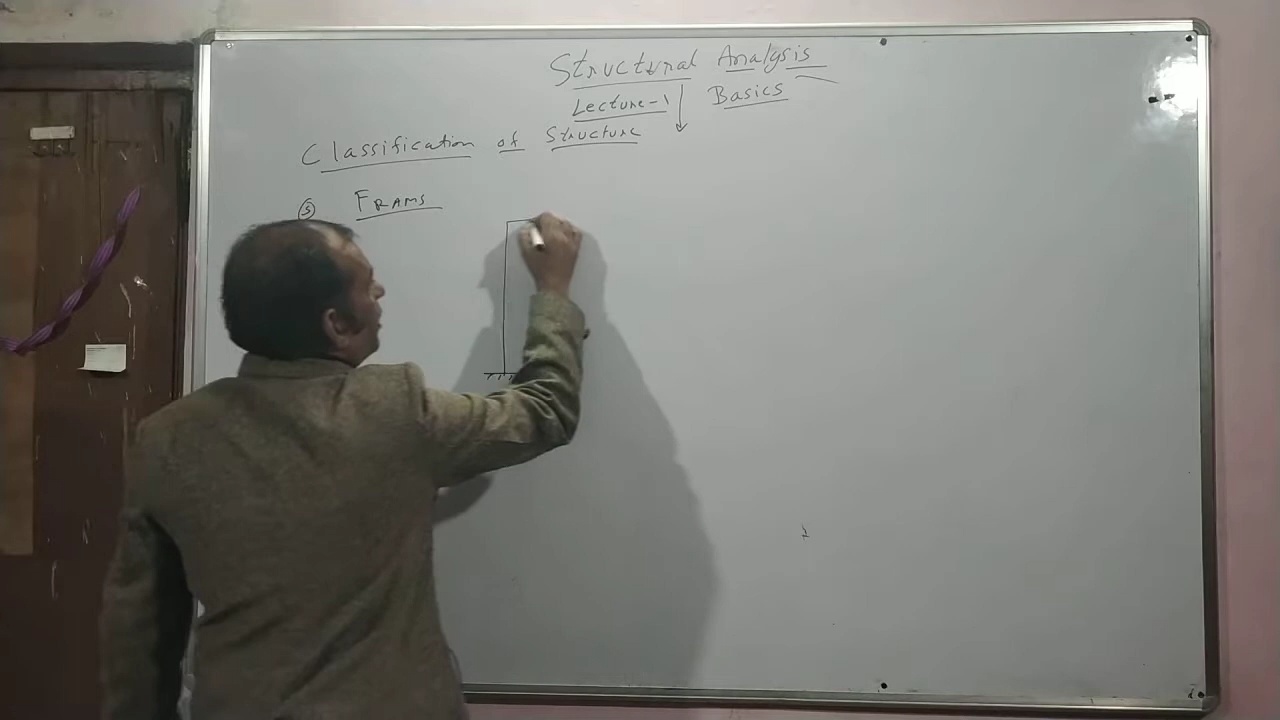 Structural Analysis
Lecture-1 Basics
Classification of Structure
(5) FRAMS